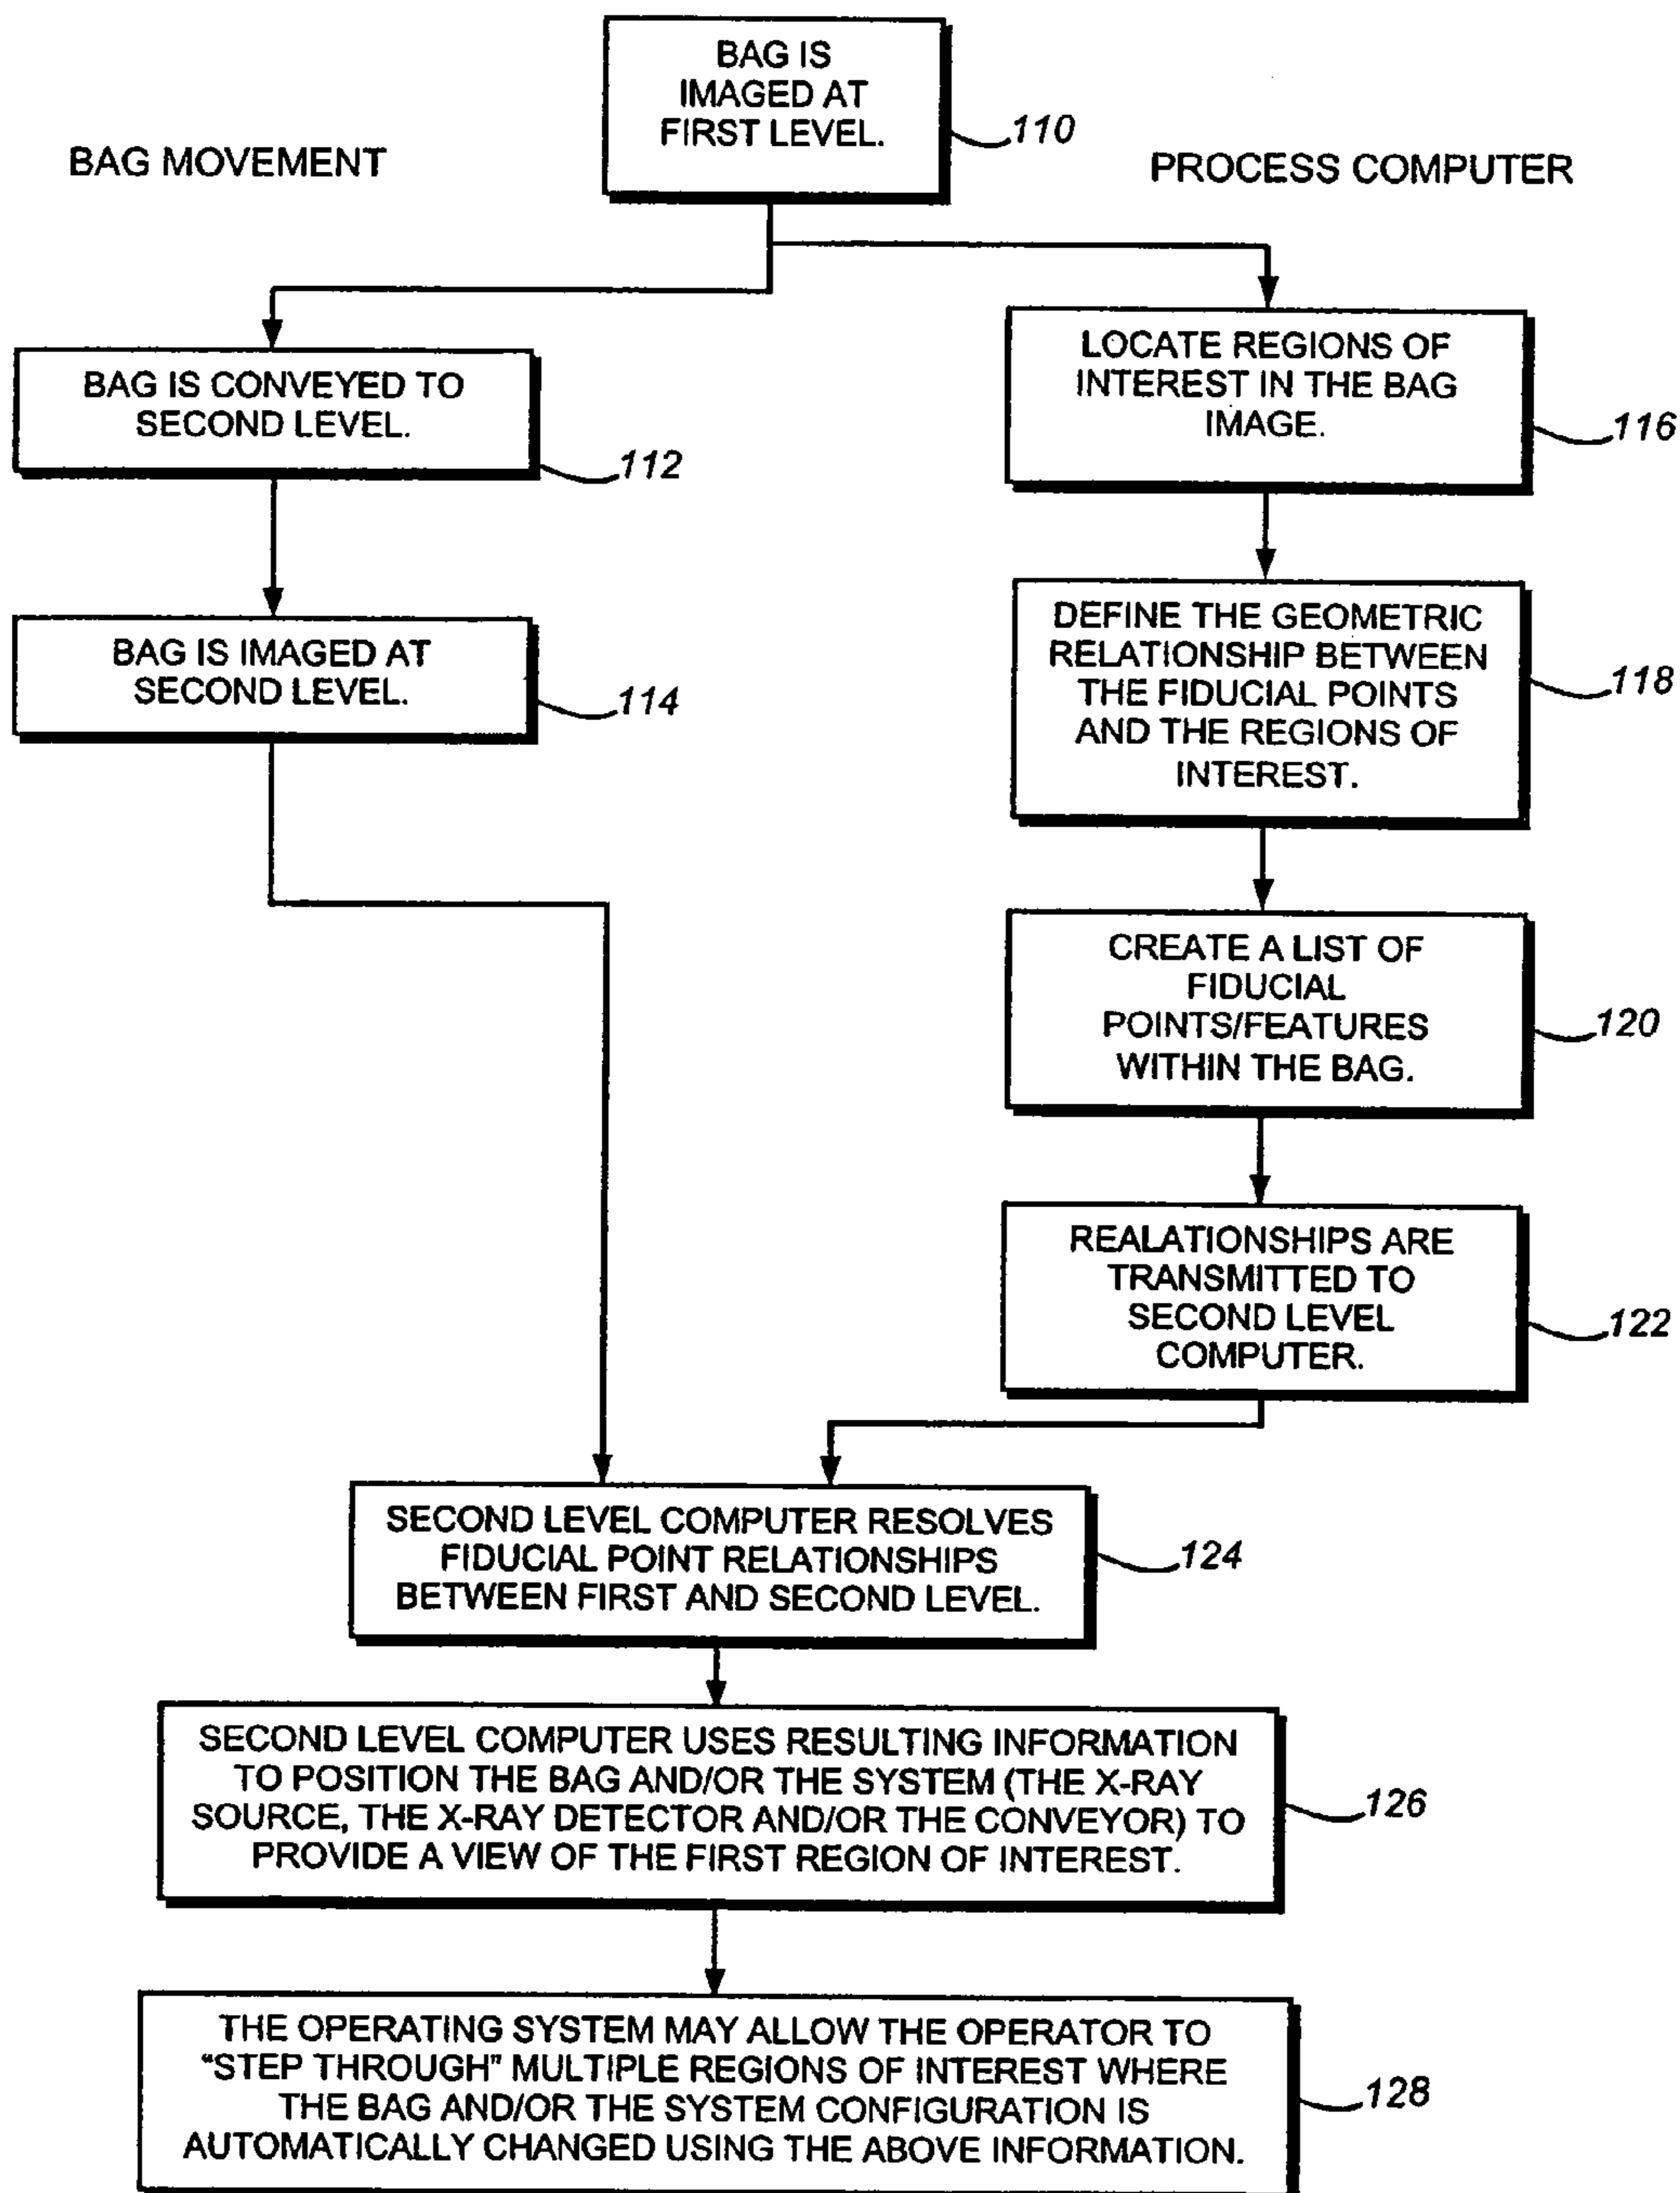 BAG IS
IMAGED AT
FIRST LEVEL.
110
BAG MOVEMENT
PROCESS COMPUTER
BAG IS CONVEYED TO
SECOND LEVEL.
112
BAG IS IMAGED AT
SECOND LEVEL.
114
LOCATE REGIONS OF
INTEREST IN THE BAG
IMAGE.
116
DEFINE THE GEOMETRIC
RELATIONSHIP BETWEEN
THE FIDUCIAL POINTS
AND THE REGIONS OF
INTEREST.
118
CREATE A LIST OF
FIDUCIAL
POINTS/FEATURES
WITHIN THE BAG.
120
REALATIONSHIPS ARE
TRANSMITTED TO
SECOND LEVEL
COMPUTER.
122
SECOND LEVEL COMPUTER RESOLVES
FIDUCIAL POINT RELATIONSHIPS
BETWEEN FIRST AND SECOND LEVEL.
124
SECOND LEVEL COMPUTER USES RESULTING INFORMATION
TO POSITION THE BAG AND/OR THE SYSTEM (THE X-RAY
SOURCE, THE X-RAY DETECTOR AND/OR THE CONVEYOR) TO
PROVIDE A VIEW OF THE FIRST REGION OF INTEREST.
126
THE OPERATING SYSTEM MAY ALLOW THE OPERATOR TO
"STEP THROUGH" MULTIPLE REGIONS OF INTEREST WHERE
THE BAG AND/OR THE SYSTEM CONFIGURATION IS
AUTOMATICALLY CHANGED USING THE ABOVE INFORMATION.
128